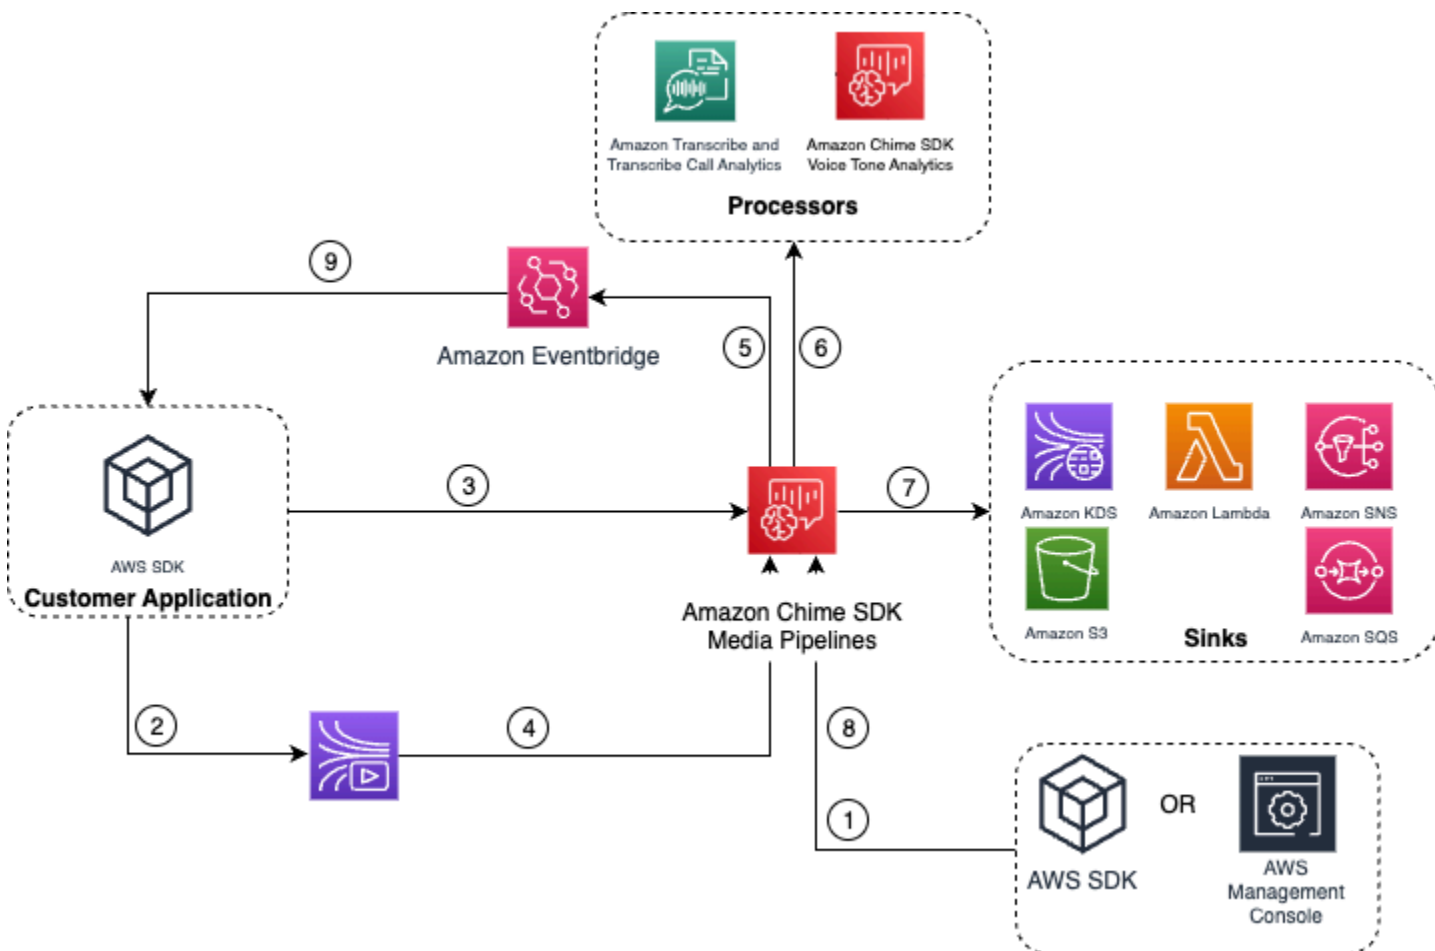 Amazon Transcribe and
Transcribe Call Analytics
Amazon Chime SDK
Voice Tone Analytics
Processors
9
Amazon Eventbridge
5
6
AWS SDK
Customer Application
3
Amazon Chime SDK
Media Pipelines
7
Amazon KDS
Amazon Lambda
Amazon SNS
Amazon S3
Sinks
Amazon SQS
2
4
8
1
AWS SDK
OR
AWS
Management
Console